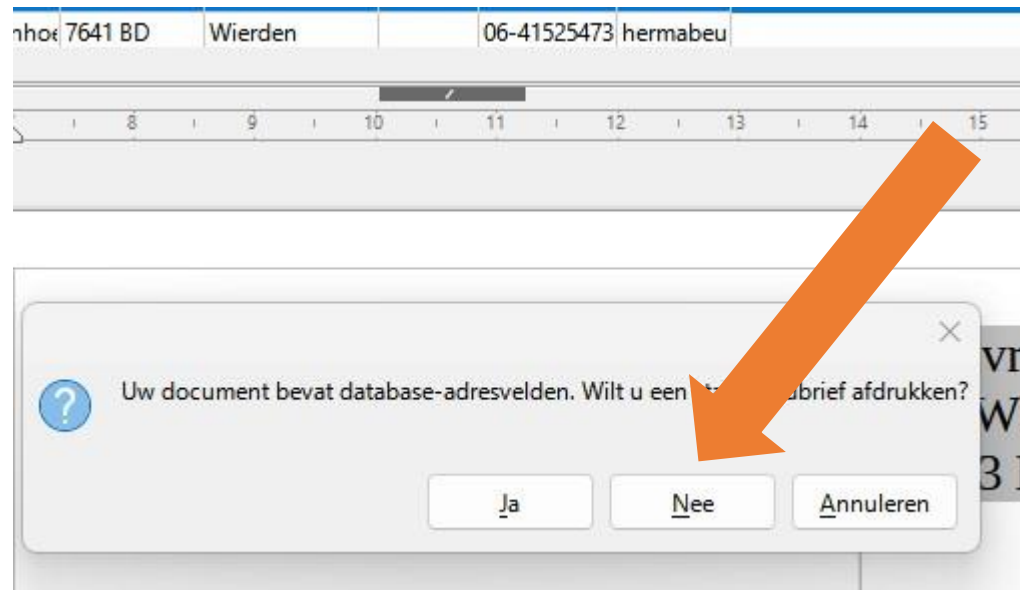 7641 BD Wierden 06-41525473 hermabeu
8 9 10 11 12 13 14 15
Uw document bevat database-adresvelden. Wilt u een afdrukken?
Ja Nee Annuleren
W
3